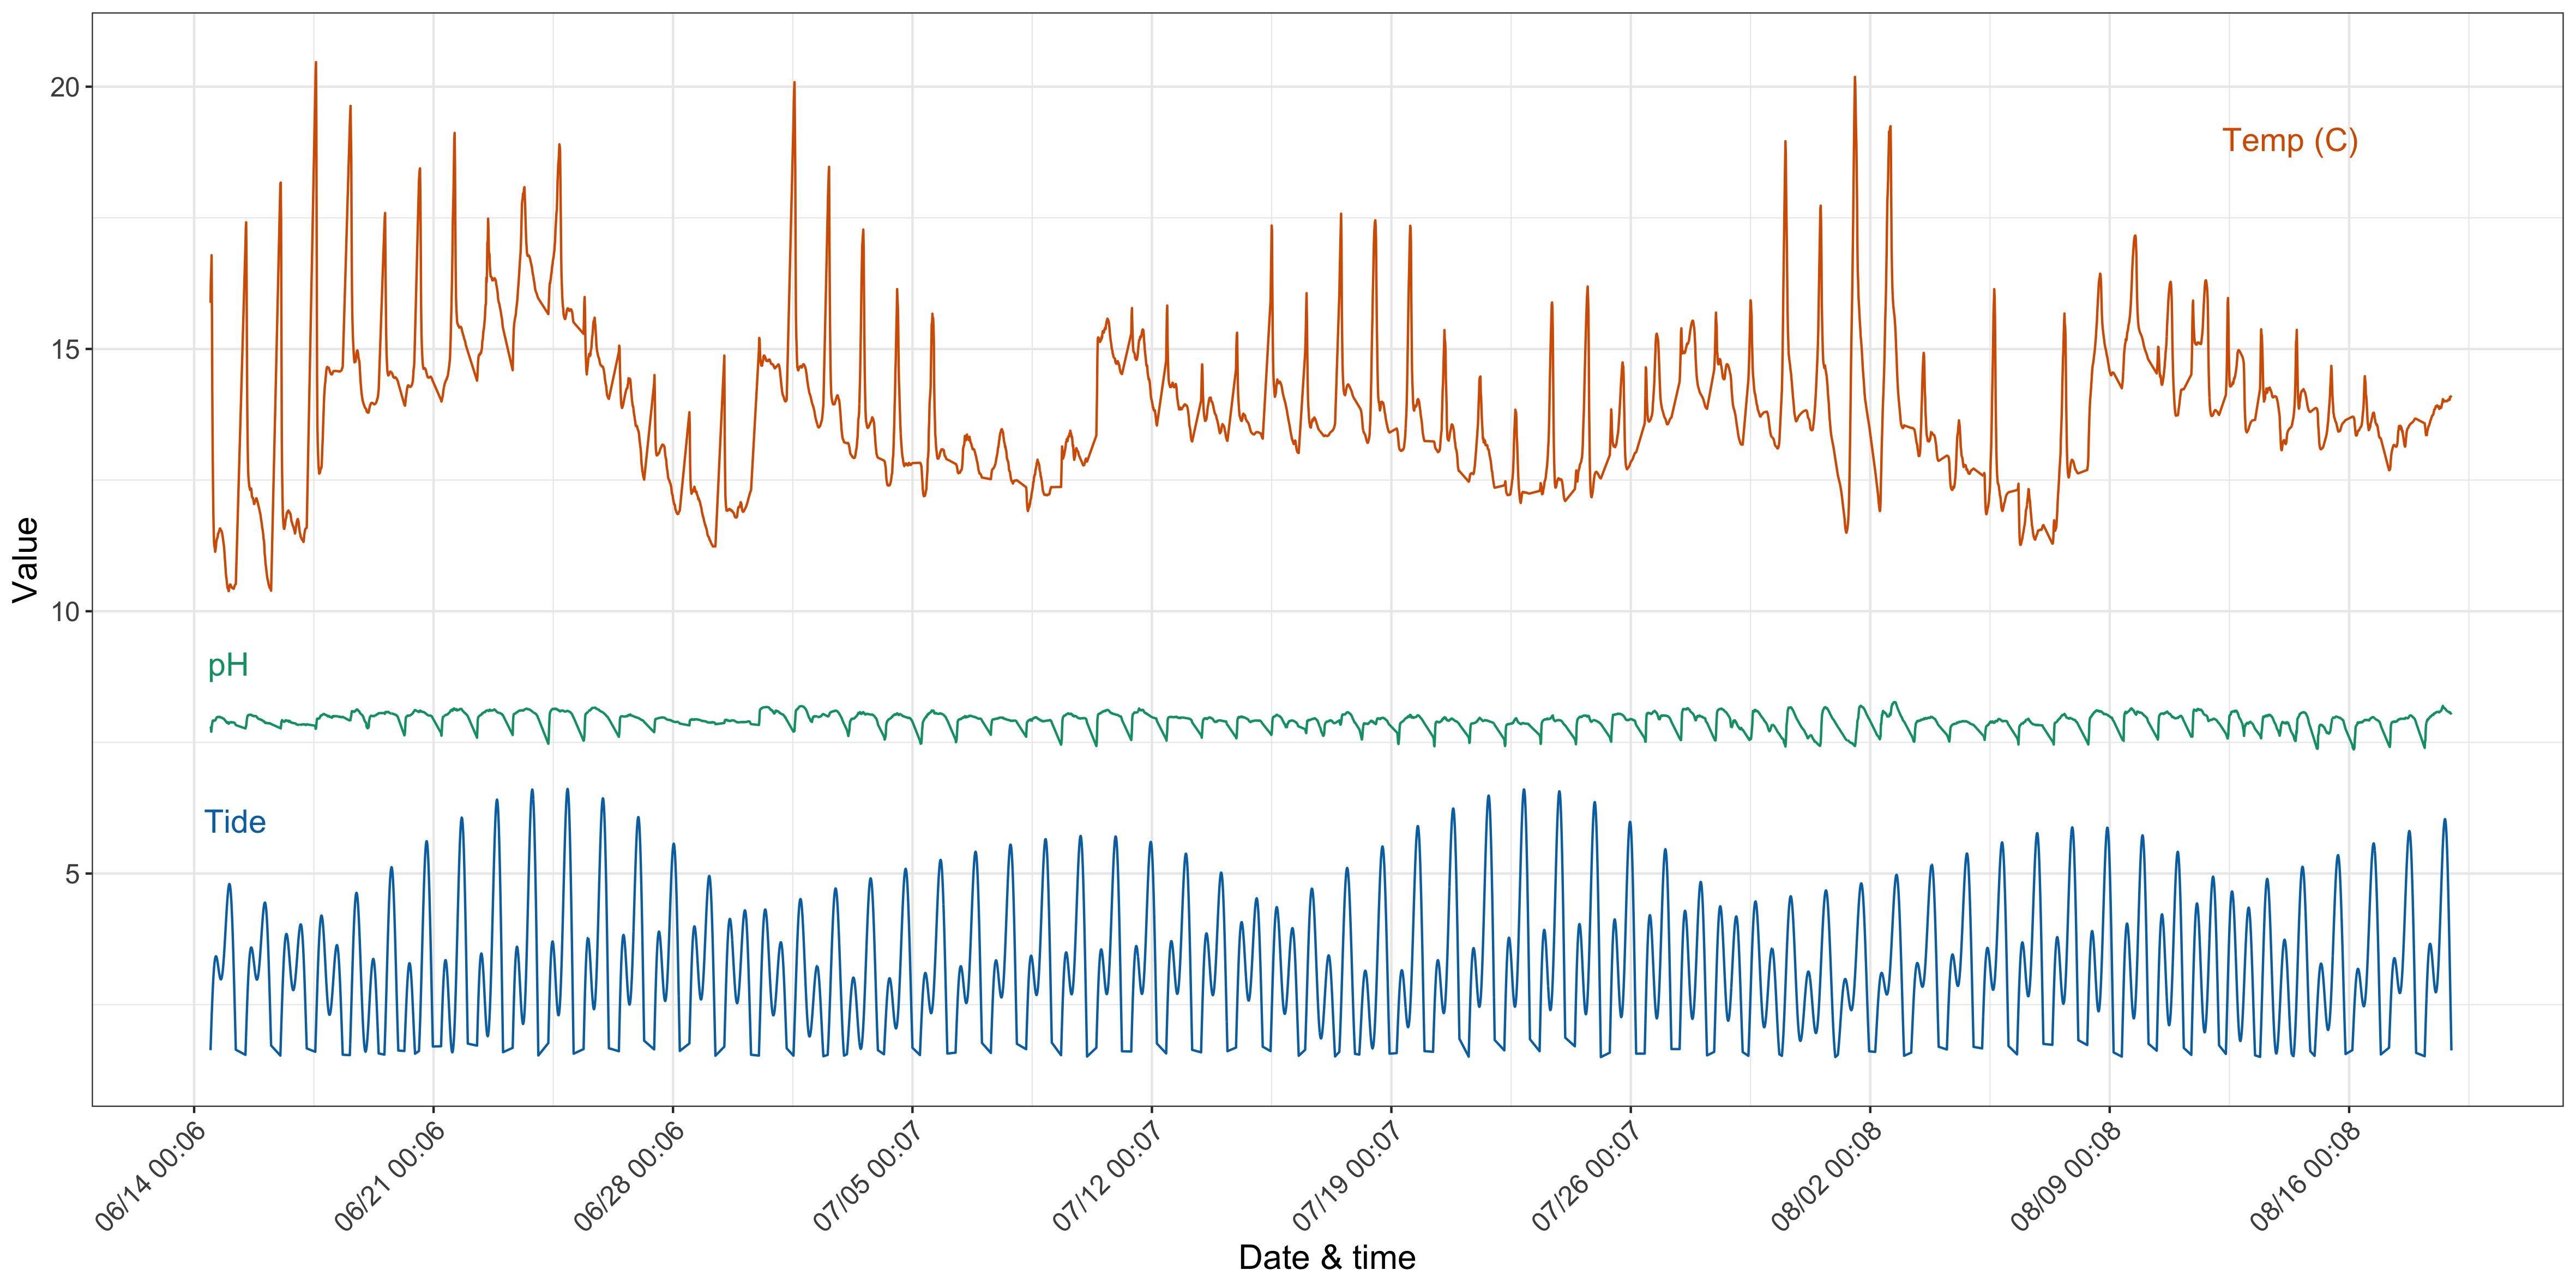 20
Temp (C)
15
Value
10
pH
Tide
5
06/14 00:06
06/21 00:06
06/28 00:06
07/05 00:07
07/12 00:07
07/19 00:07
07/26 00:07
08/02 00:08
08/09 00:08
08/16 00:08
Date & time